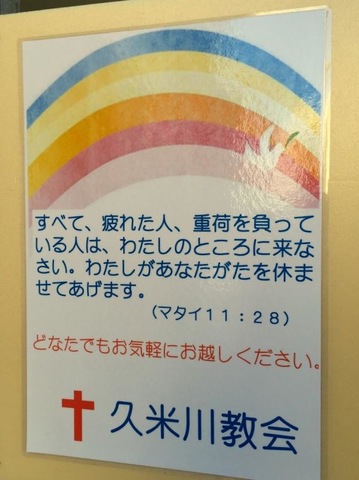 すべて、疲れた人、重荷を負って
いる人は、わたしのところに来な
さい。わたしがあなたがたを休ま
せてあげます。
（マタイ１１：２８）
どなたでもお気軽にお越しください。
久米川教会